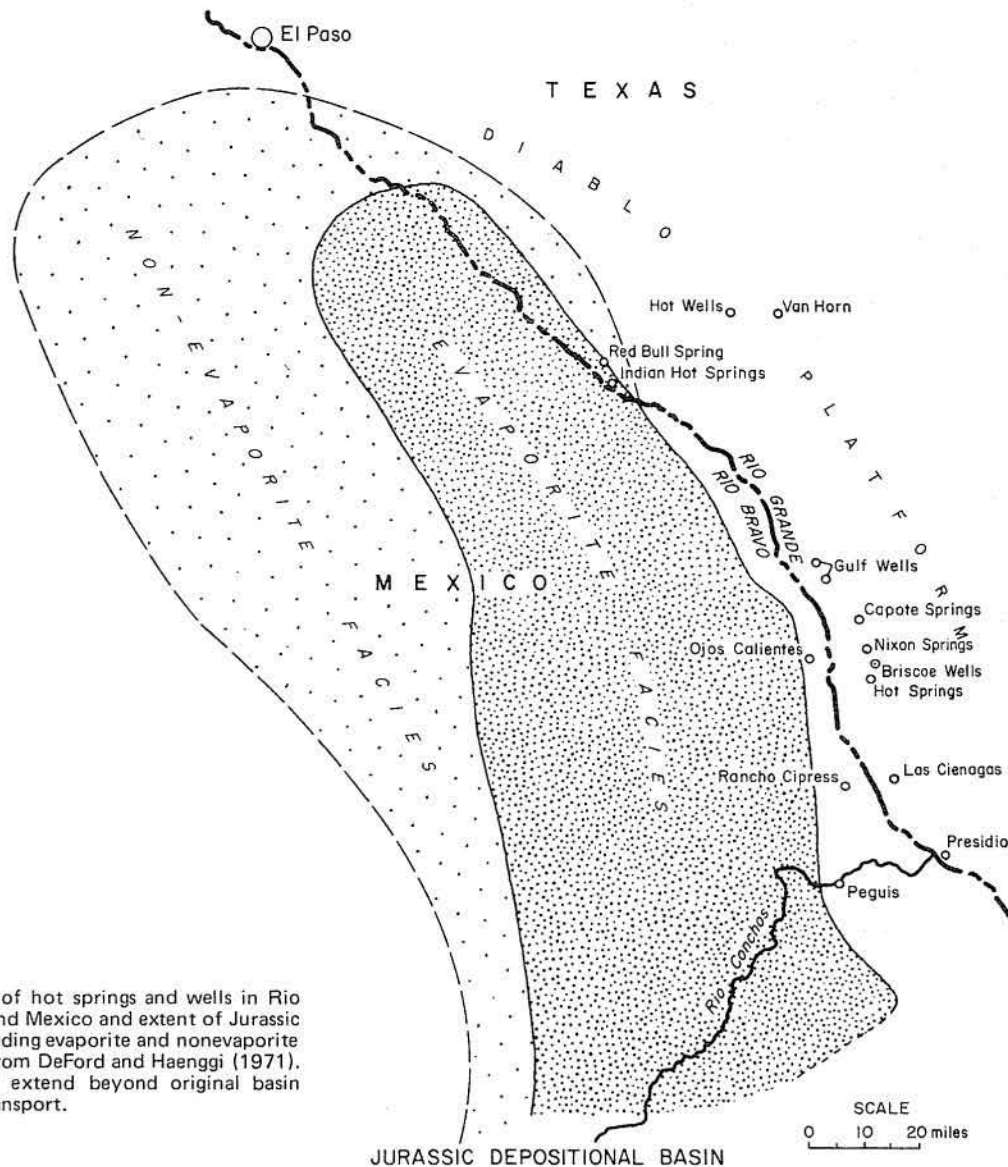 El Paso
TEXAS
DIABLO
PLATFORM
NON-EVAPORITE FACIES
EVAPORITE FACIES
Hot Wells
Van Horn
Red Bull Spring
Indian Hot Springs
RIO GRANDE
RIO BRAVO
MEXICO
Gulf Wells
Capote Springs
Nixon Springs
Ojos Calientes
Briscoe Wells
Hot Springs
Rancho Cipress
Las Cienagas
Presidio
Peguis
Rio Conchos
of hot springs and wells in Rio
nd Mexico and extent of Jurassic
ding evaporite and nonevaporite
om DeFord and Haenggi (1971).
extend beyond original basin
nsport.
SCALE
0 10 20 miles
JURASSIC DEPOSITIONAL BASIN